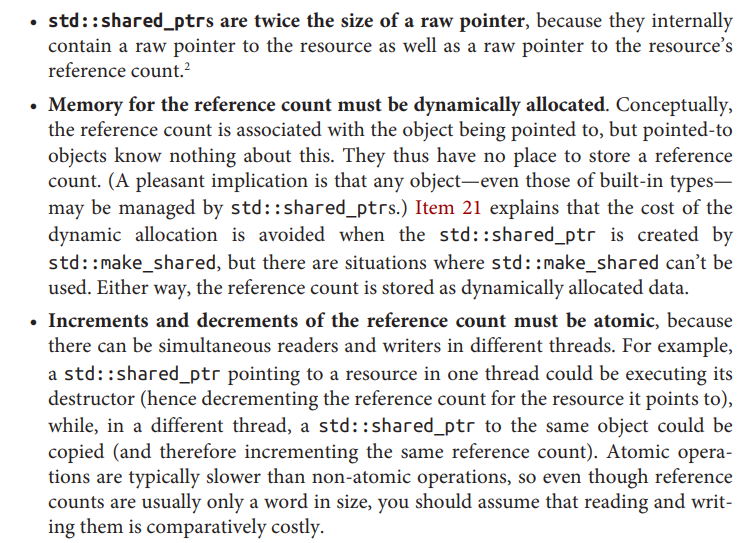 • std::shared_ptrs are twice the size of a raw pointer, because they internally
contain a raw pointer to the resource as well as a raw pointer to the resource’s
reference count.²
• Memory for the reference count must be dynamically allocated. Conceptually,
the reference count is associated with the object being pointed to, but pointed-to
objects know nothing about this. They thus have no place to store a reference
count. (A pleasant implication is that any object—even those of built-in types—
may be managed by std::shared_ptrs.) Item 21 explains that the cost of the
dynamic allocation is avoided when the std::shared_ptr is created by
std::make_shared, but there are situations where std::make_shared can’t be
used. Either way, the reference count is stored as dynamically allocated data.
• Increments and decrements of the reference count must be atomic, because
there can be simultaneous readers and writers in different threads. For example,
a std::shared_ptr pointing to a resource in one thread could be executing its
destructor (hence decrementing the reference count for the resource it points to),
while, in a different thread, a std::shared_ptr to the same object could be
copied (and therefore incrementing the same reference count). Atomic opera-
tions are typically slower than non-atomic operations, so even though reference
counts are usually only a word in size, you should assume that reading and writ-
ing them is comparatively costly.